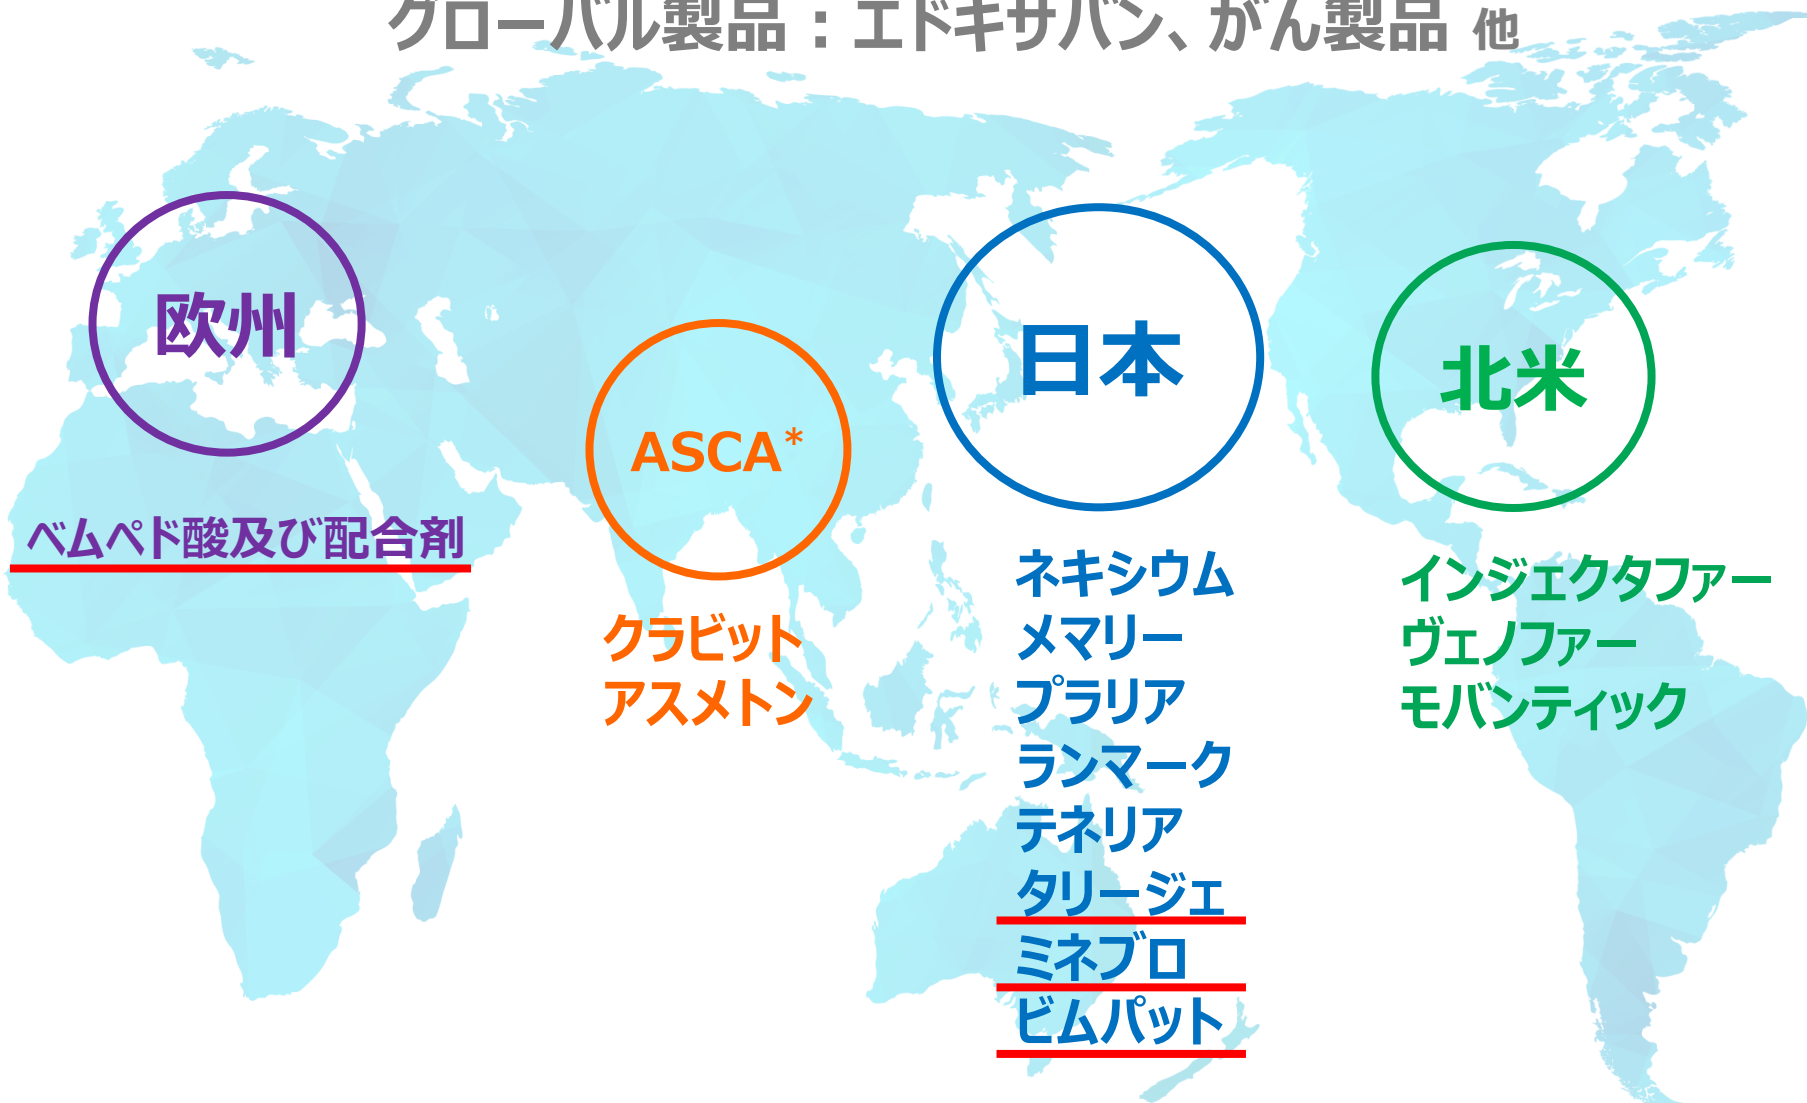 グローバル製品：エドキサバン、がん製品 他
欧州
ベムペド酸及び配合剤
ASCA*
クラビット
アスメトン
日本
ネキシウム
メマリー
プラリア
ランマーク
テネリア
タリージェ
ミネブロ
ビムパット
北米
インジェクタファー
ヴェノファー
モバンティック